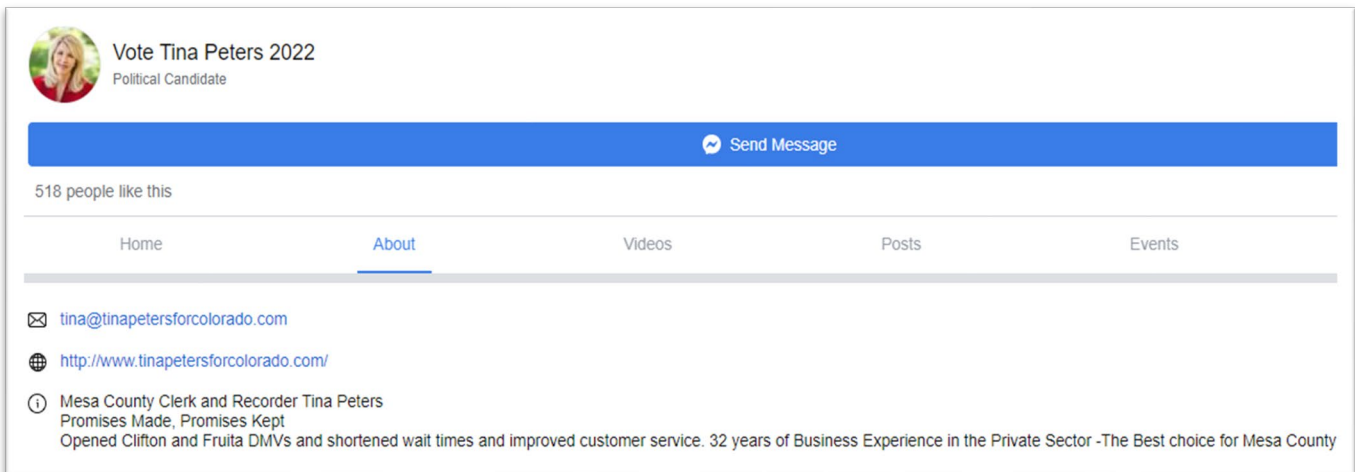 Vote Tina Peters 2022
Political Candidate
Send Message
518 people like this
Home About Videos Posts Events
tina@tinapetersforcolorado.com
http://www.tinapetersforcolorado.com/
Mesa County Clerk and Recorder Tina Peters
Promises Made, Promises Kept
Opened Clifton and Fruita DMVs and shortened wait times and improved customer service. 32 years of Business Experience in the Private Sector -The Best choice for Mesa County